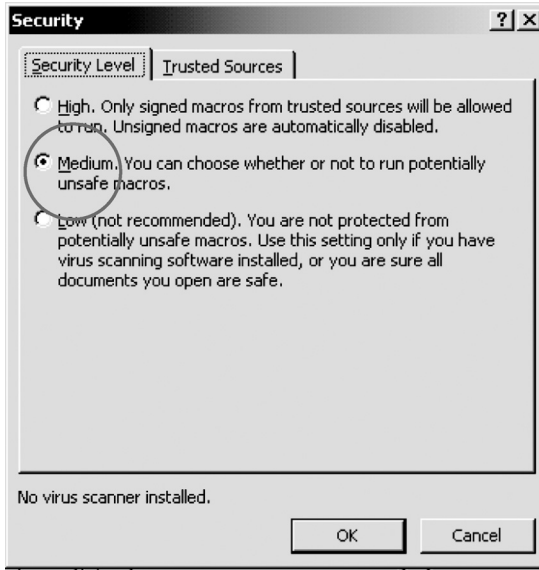 Security
Security Level Trusted Sources
High. Only signed macros from trusted sources will be allowed
to run. Unsigned macros are automatically disabled.
Medium. You can choose whether or not to run potentially
unsafe macros.
Low (not recommended). You are not protected from
potentially unsafe macros. Use this setting only if you have
virus scanning software installed, or you are sure all
documents you open are safe.
No virus scanner installed.
OK Cancel